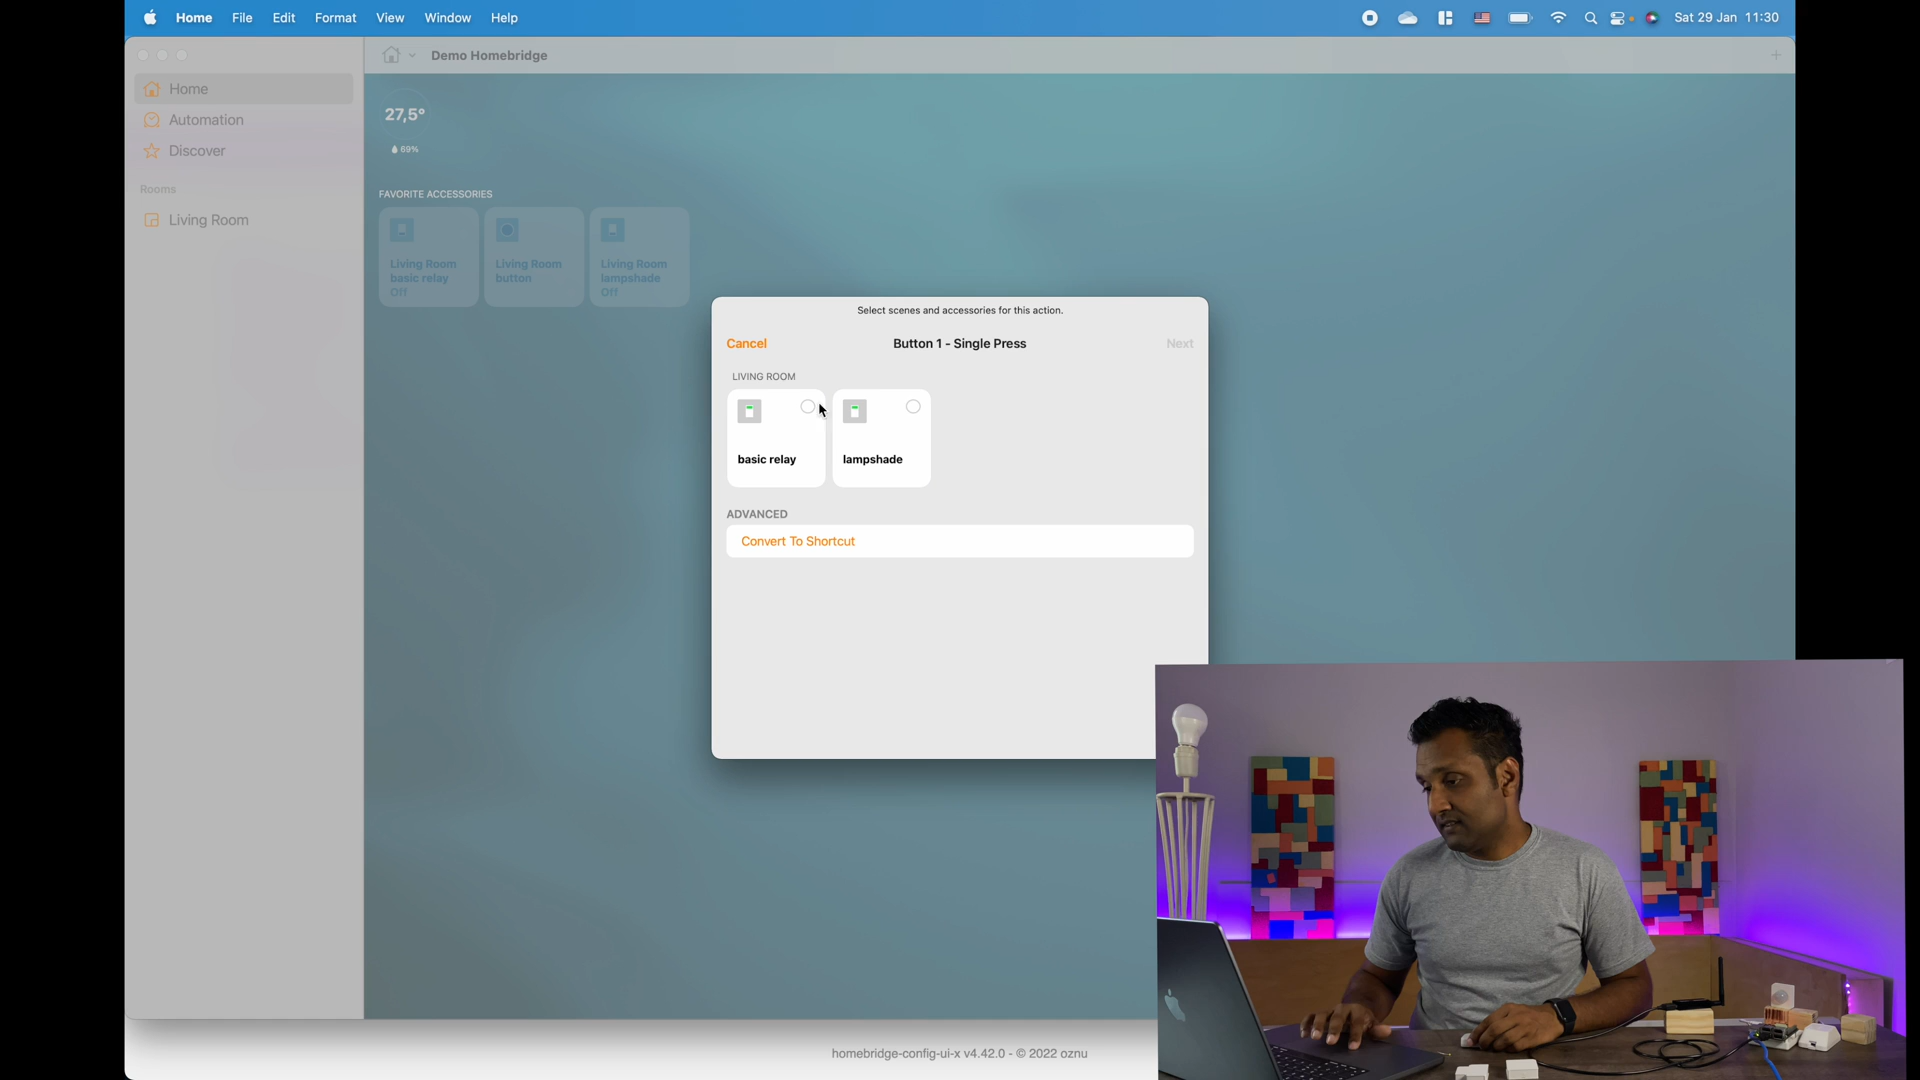 Home File Edit Format View Window Help
Sat 29 Jan 11:30
Demo Homebridge
Home
Automation
Discover
Rooms
Living Room
27,5°
69%
FAVORITE ACCESSORIES
Living Room
basic relay
Off
Living Room
button
Living Room
lampshade
Off
Select scenes and accessories for this action.
Cancel
Button 1 - Single Press
Next
LIVING ROOM
basic relay
lampshade
ADVANCED
Convert To Shortcut
homebridge-config-ui-x v4.42.0 - © 2022 oznu